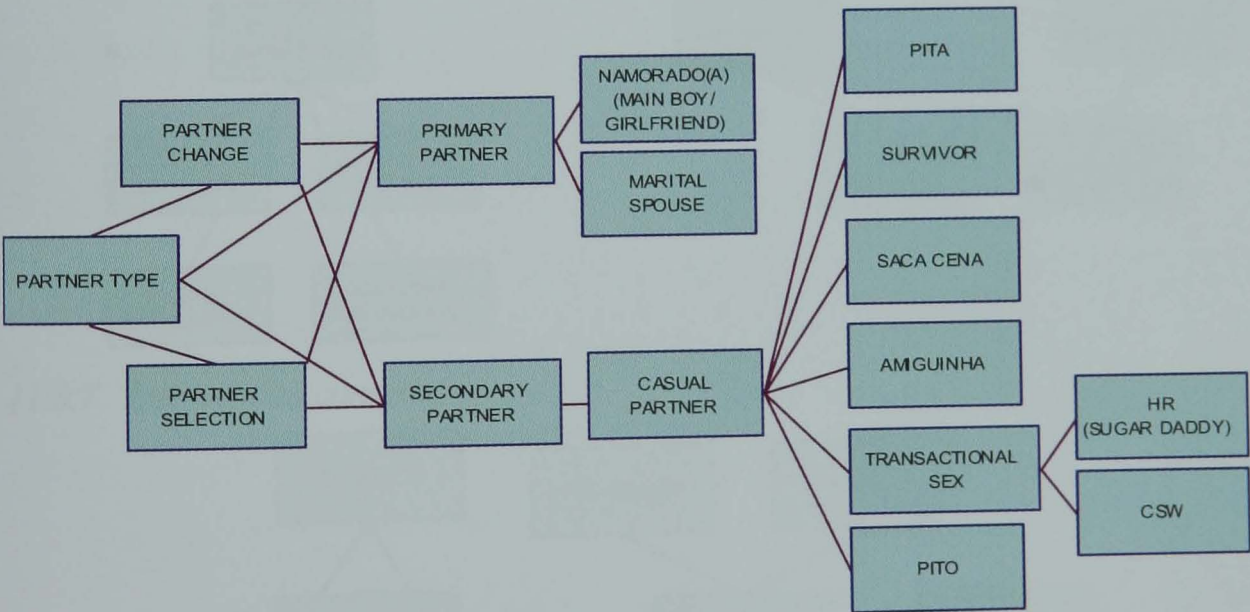 PARTNER TYPE
PARTNER
CHANGE
PARTNER
SELECTION
PRIMARY
PARTNER
SECONDARY
PARTNER
NAMORADO(A)
(MAIN BOY/
GIRLFRIEND)
MARITAL
SPOUSE
CASUAL
PARTNER
PITA
SURVIVOR
SACA CENA
AMIGUINHA
TRANSACTIONAL
SEX
PITO
HR
(SUGAR DADDY)
CSW